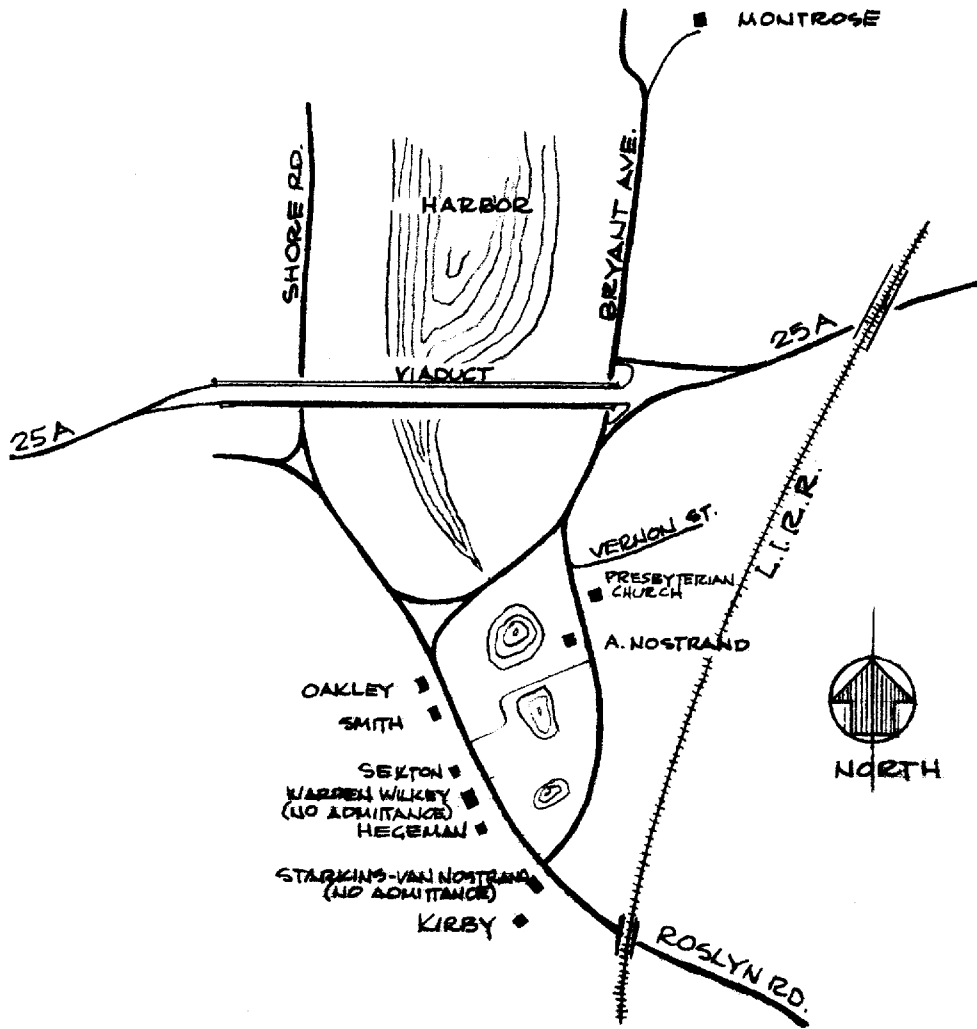 MONTROSE
SHORE RD.
HARBOR
BRYANT AVE.
25A
VIADUCT
25A
L.I.R.R.
VERNON ST.
PRESBYTERIAN
CHURCH
A. NOSTRAND
OAKLEY
SMITH
NORTH
SEXTON
WARREN WILKEY
(NO ADMITTANCE)
HEGEMAN
STARKINS-VAN NOSTRAND
(NO ADMITTANCE)
KIRBY
ROSLYN RD.